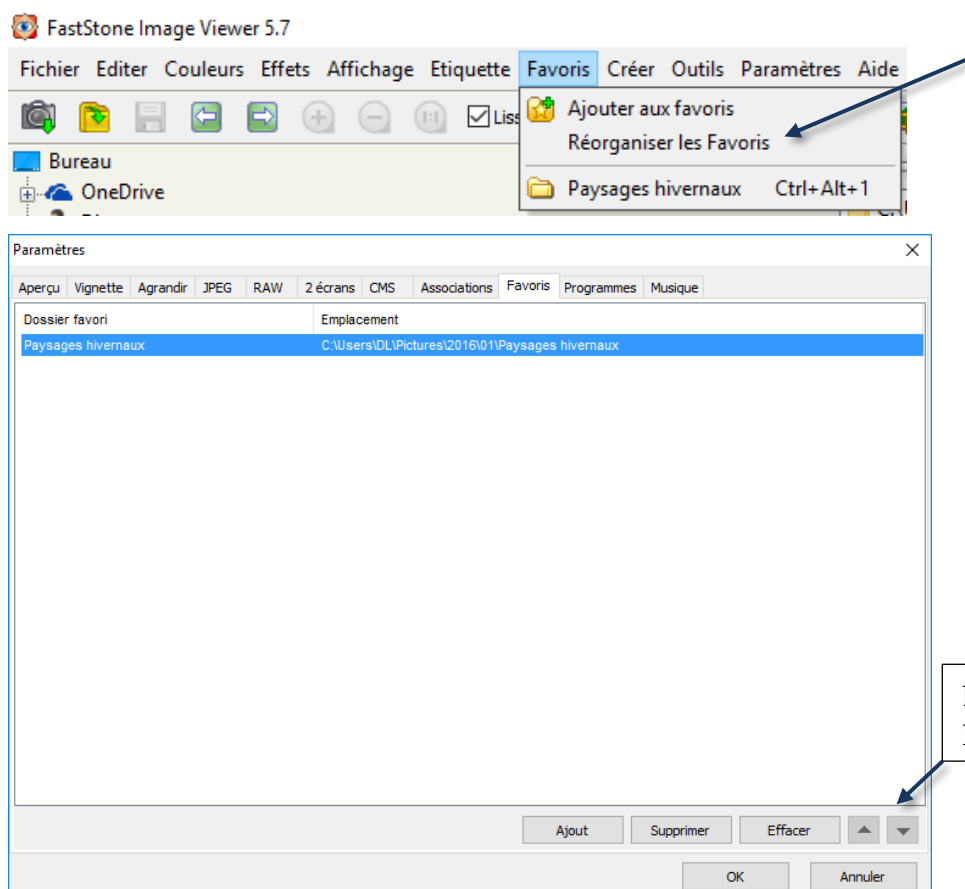 FastStone Image Viewer 5.7
Fichier Editer Couleurs Effets Affichage Etiquette Favoris Créer Outils Paramètres Aide
1:1
Ajouter aux favoris
Réorganiser les Favoris
Paysages hivernaux Ctrl+Alt+1
Bureau
OneDrive
Paramètres
Aperçu Vignette Agrandir JPEG RAW 2 écrans CMS Associations Favoris Programmes Musique
Dossier favori Emplacement
Paysages hivernaux C:\Users\DL\Pictures\2016\01\Paysages hivernaux
Ajout Supprimer Effacer
OK Annuler